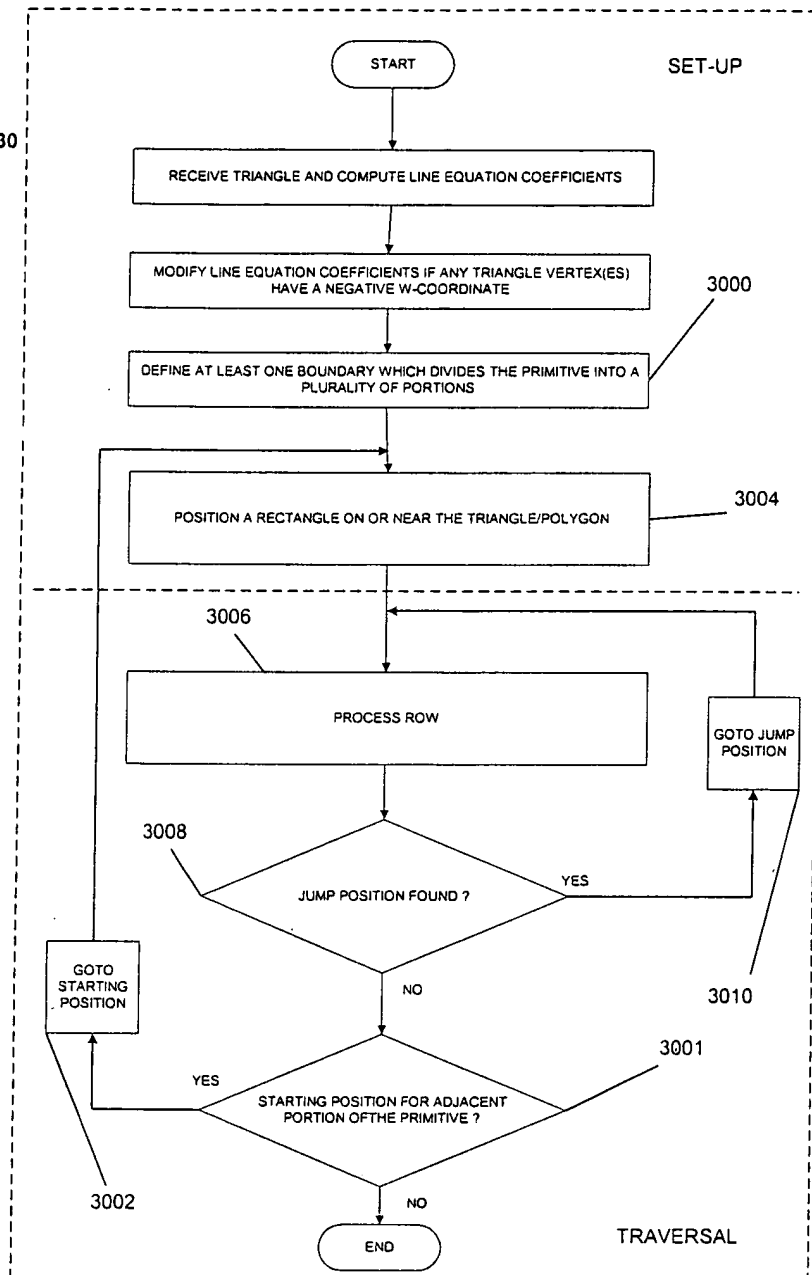 START
SET-UP
30
RECEIVE TRIANGLE AND COMPUTE LINE EQUATION COEFFICIENTS
MODIFY LINE EQUATION COEFFICIENTS IF ANY TRIANGLE VERTEX(ES)
HAVE A NEGATIVE W-COORDINATE
3000
DEFINE AT LEAST ONE BOUNDARY WHICH DIVIDES THE PRIMITIVE INTO A
PLURALITY OF PORTIONS
3004
POSITION A RECTANGLE ON OR NEAR THE TRIANGLE/POLYGON
3006
PROCESS ROW
GOTO JUMP
POSITION
3008
JUMP POSITION FOUND ?
YES
3010
GOTO
STARTING
POSITION
NO
3001
YES
STARTING POSITION FOR ADJACENT
PORTION OFTHE PRIMITIVE ?
3002
NO
END
TRAVERSAL